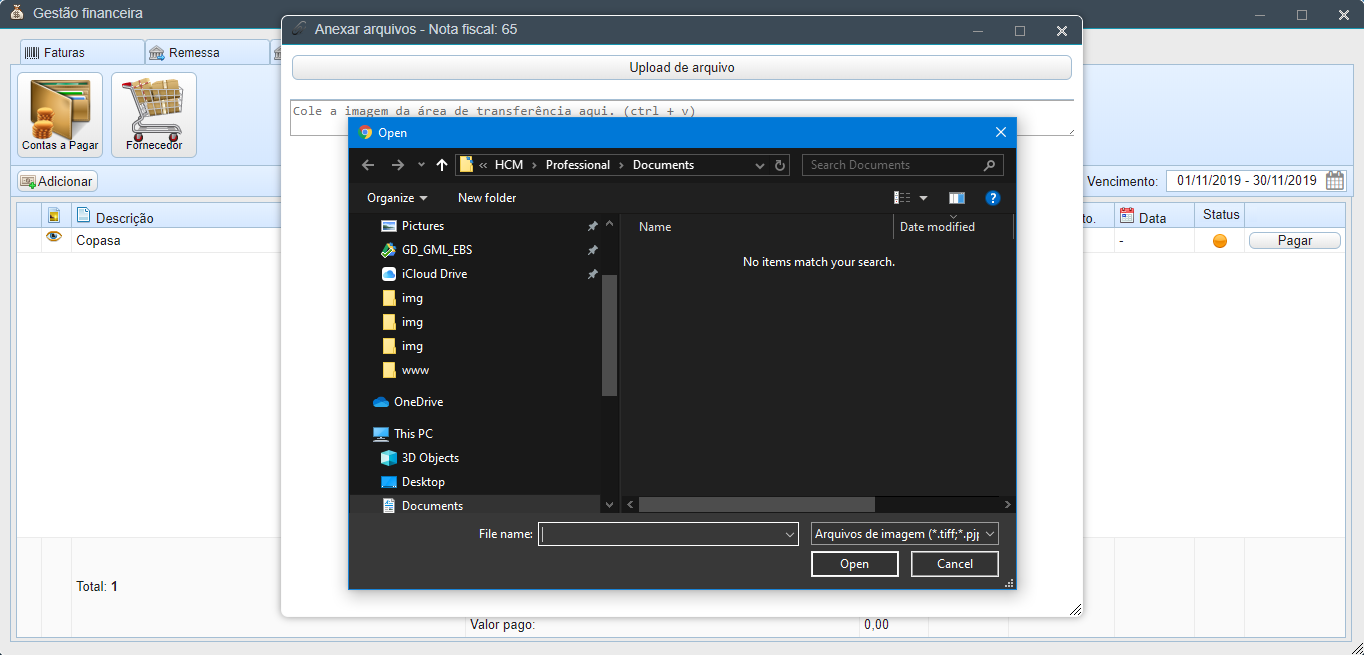 Gestão financeira
Anexar arquivos - Nota fiscal: 65
Faturas
Remessa
Upload de arquivo
Cole a imagem da área de transferência aqui. (ctrl + v)
Contas a Pagar
Fornecedor
Open
« HCM › Professional › Documents
Search Documents
Adicionar
Vencimento: 01/11/2019 - 30/11/2019
Organize
New folder
Descrição
to.
Data
Status
Copasa
-
Pagar
Name
Date modified
No items match your search.
Pictures
GD_GML_EBS
iCloud Drive
img
img
img
www
OneDrive
This PC
3D Objects
Desktop
Documents
File name:
Arquivos de imagem (*.tiff;*.pjp
Open
Cancel
Total: 1
Valor pago:
0,00